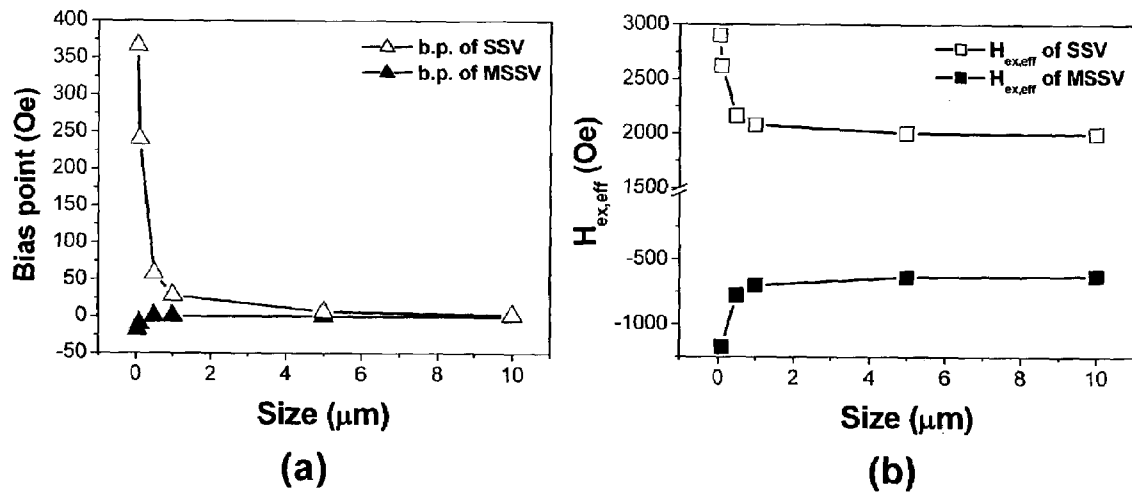 400
350
300
250
200
150
100
50
0
-50
Bias point (Oe)
b.p. of SSV
b.p. of MSSV
0 2 4 6 8 10
Size (μm)
(a)
3000
2500
2000
1500
-500
-1000
H_ex,eff (Oe)
H_ex,eff of SSV
H_ex,eff of MSSV
0 2 4 6 8 10
Size (μm)
(b)